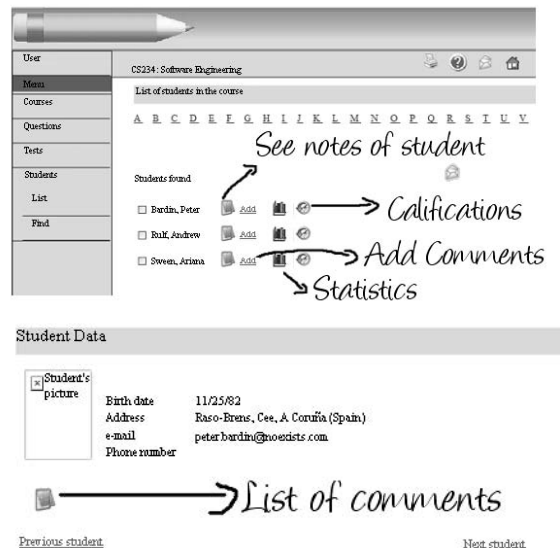 User
CS234: Software Engineering
Menu
List of students in the course
Courses
A B C D E F G H I J K L M N O P Q R S T U V
Questions
See notes of student
Tests
Students
Students found
List
Bardin, Peter Add
Califications
Find
Rulf, Andrew Add
Sween, Ariana Add
Add Comments
Statistics
Student Data
Student's
picture
Birth date 11/25/82
Address Raso-Brens, Cee, A Coruña (Spain)
e-mail peter.bardin@noexists.com
Phone number
List of comments
Previous student Next student